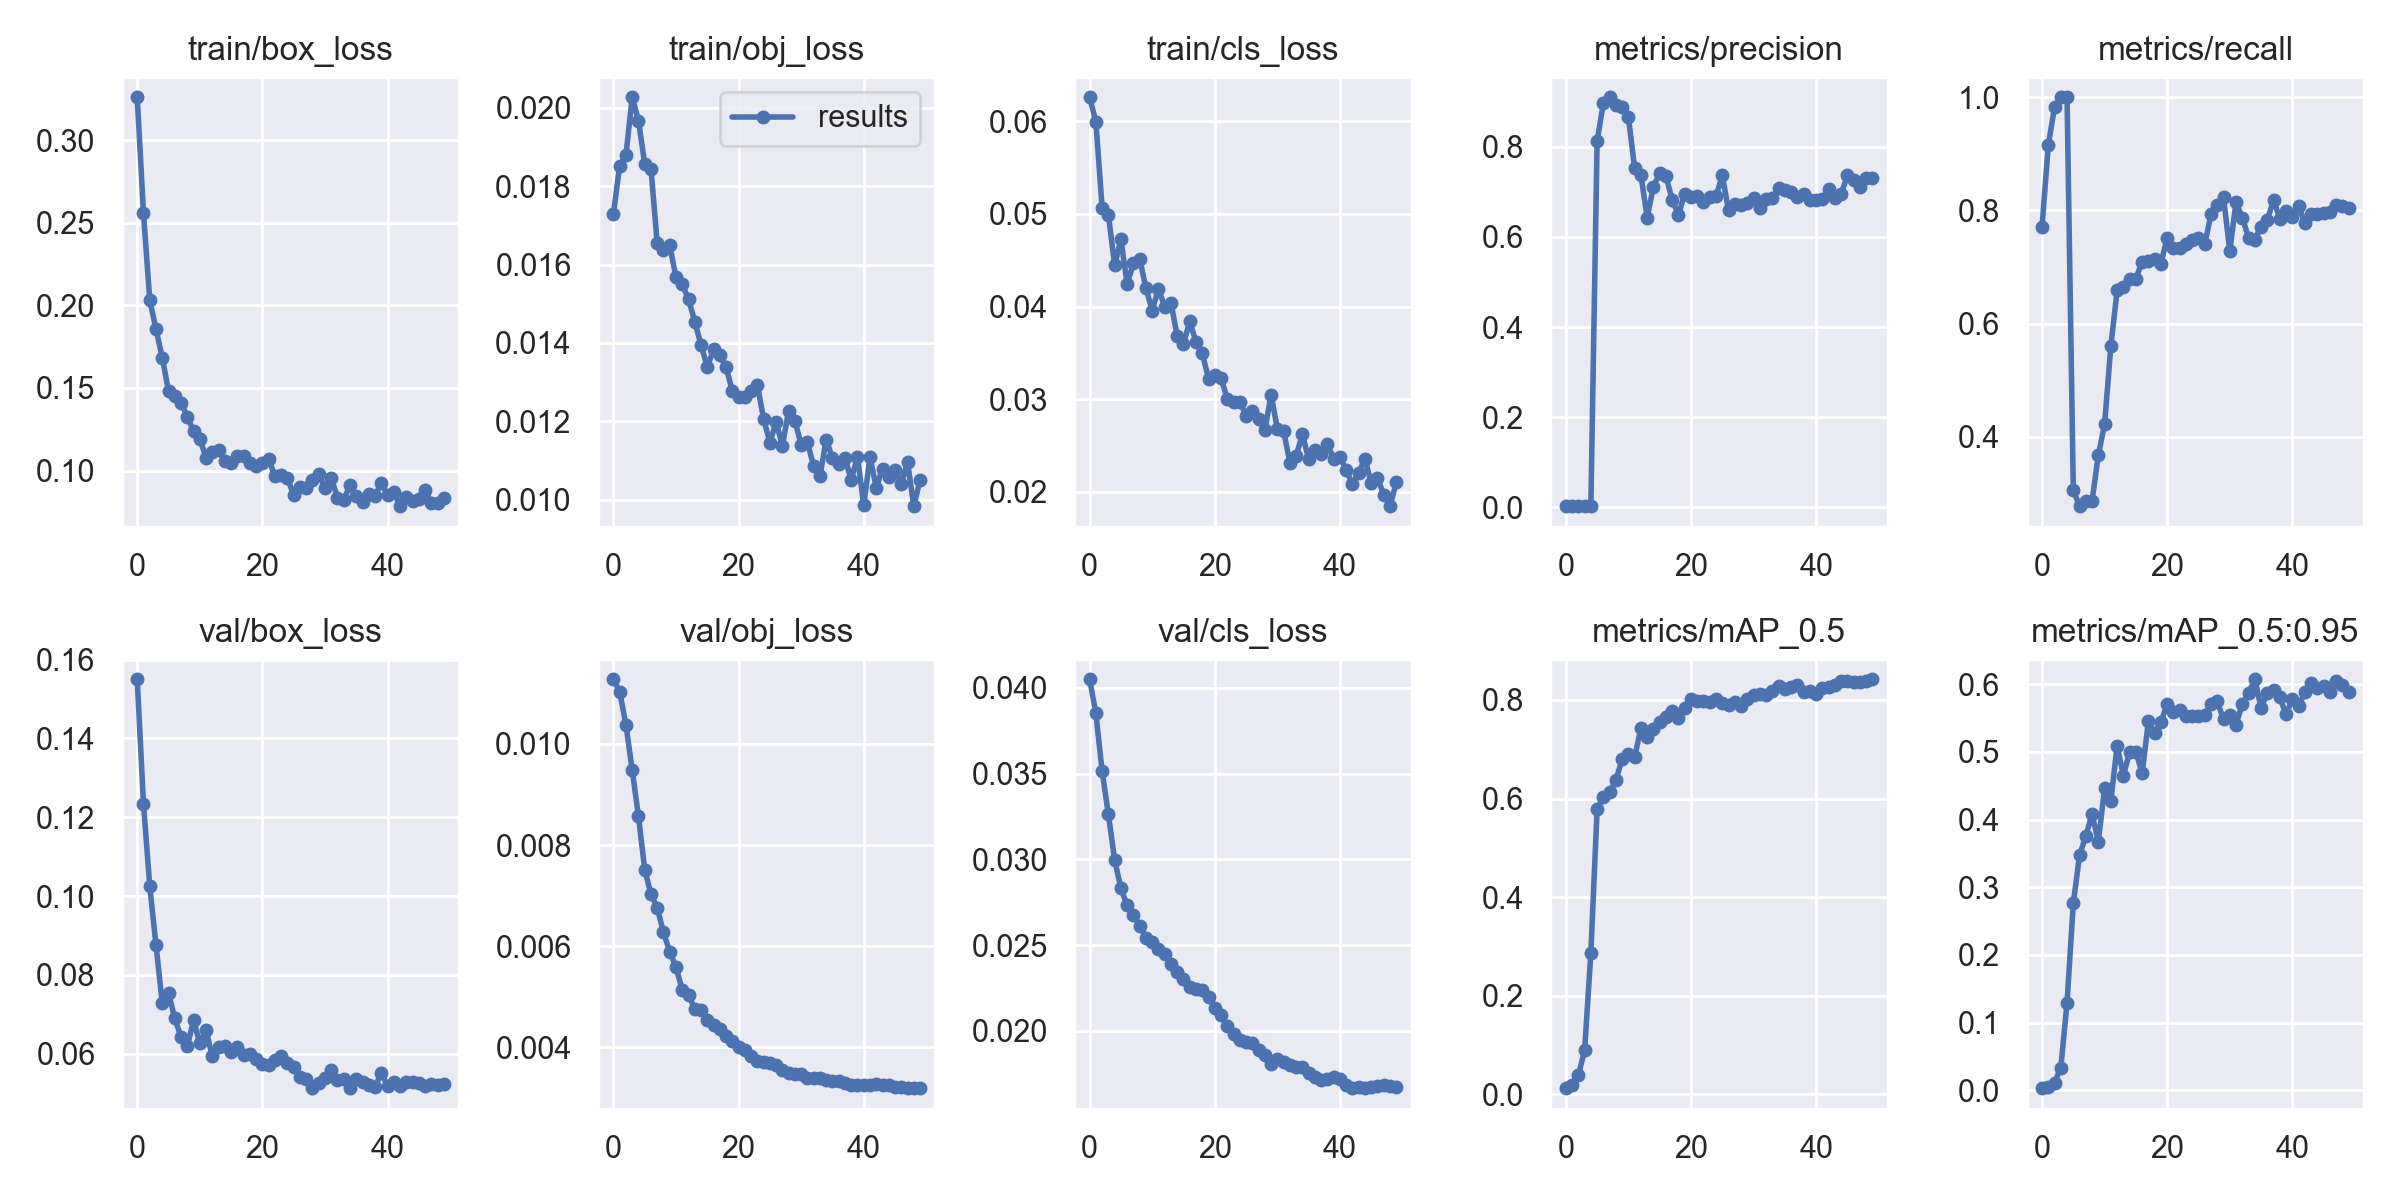 train/box_loss
0.30
0.25
0.20
0.15
0.10
0 20 40
train/obj_loss
results
0.020
0.018
0.016
0.014
0.012
0.010
0 20 40
train/cls_loss
0.06
0.05
0.04
0.03
0.02
0 20 40
metrics/precision
0.8
0.6
0.4
0.2
0.0
0 20 40
metrics/recall
1.0
0.8
0.6
0.4
0 20 40
val/box_loss
0.16
0.14
0.12
0.10
0.08
0.06
0 20 40
val/obj_loss
0.010
0.008
0.006
0.004
0 20 40
val/cls_loss
0.040
0.035
0.030
0.025
0.020
0 20 40
metrics/mAP_0.5
0.8
0.6
0.4
0.2
0.0
0 20 40
metrics/mAP_0.5:0.95
0.6
0.5
0.4
0.3
0.2
0.1
0.0
0 20 40